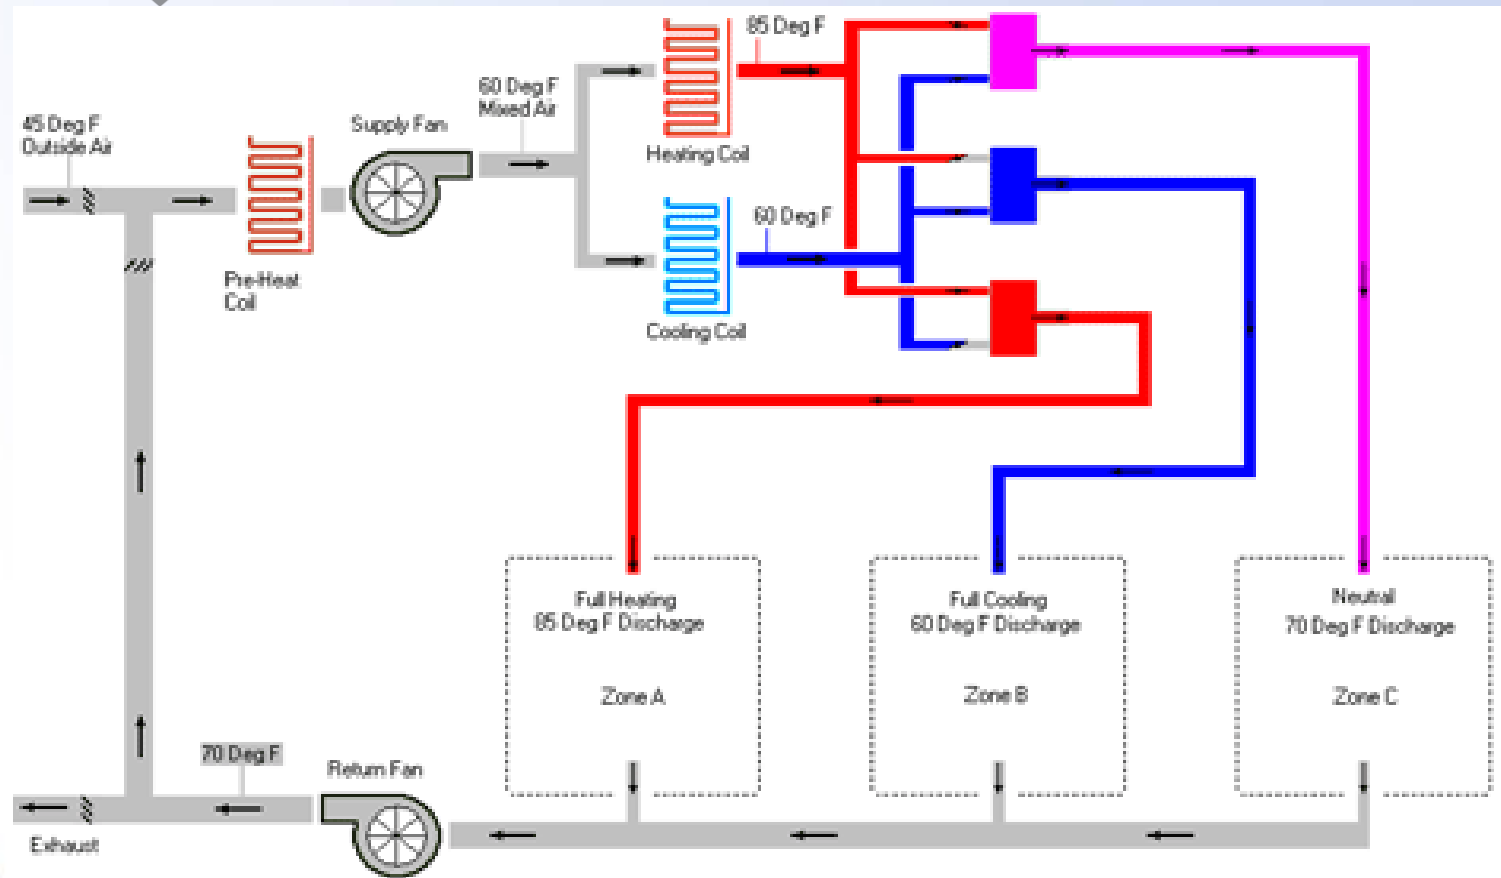 85 Deg F
60 Deg F
Mixed Air
45 Deg F
Outside Air
Supply Fan
Heating Coil
60 Deg F
Pre-Heat
Coil
Cooling Coil
Full Heating
85 Deg F Discharge
Zone A
Full Cooling
60 Deg F Discharge
Zone B
Neutral
70 Deg F Discharge
Zone C
70 Deg F
Return Fan
Exhaust